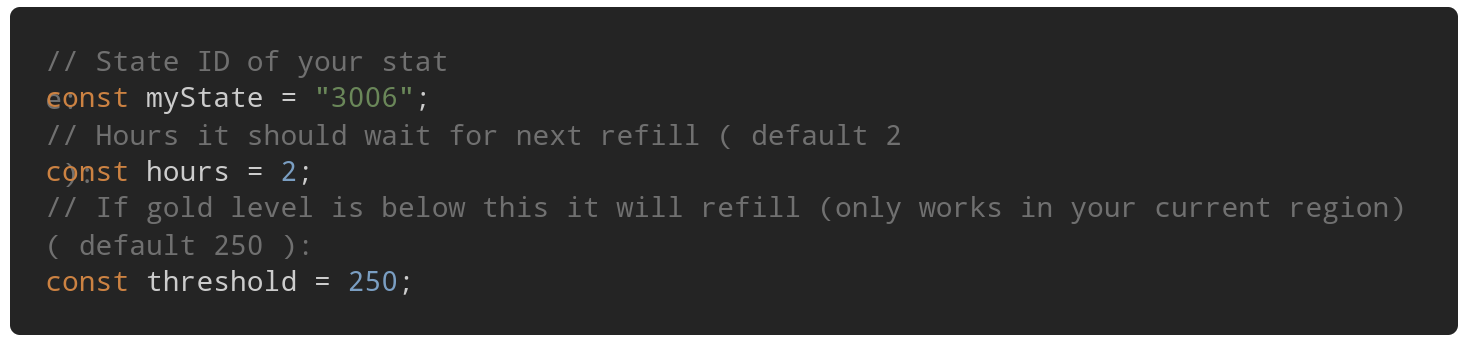 // State ID of your stat
e:
const myState = "3006";
// Hours it should wait for next refill ( default 2
 ):
const hours = 2;
// If gold level is below this it will refill (only works in your current region)
( default 250 ):
const threshold = 250;